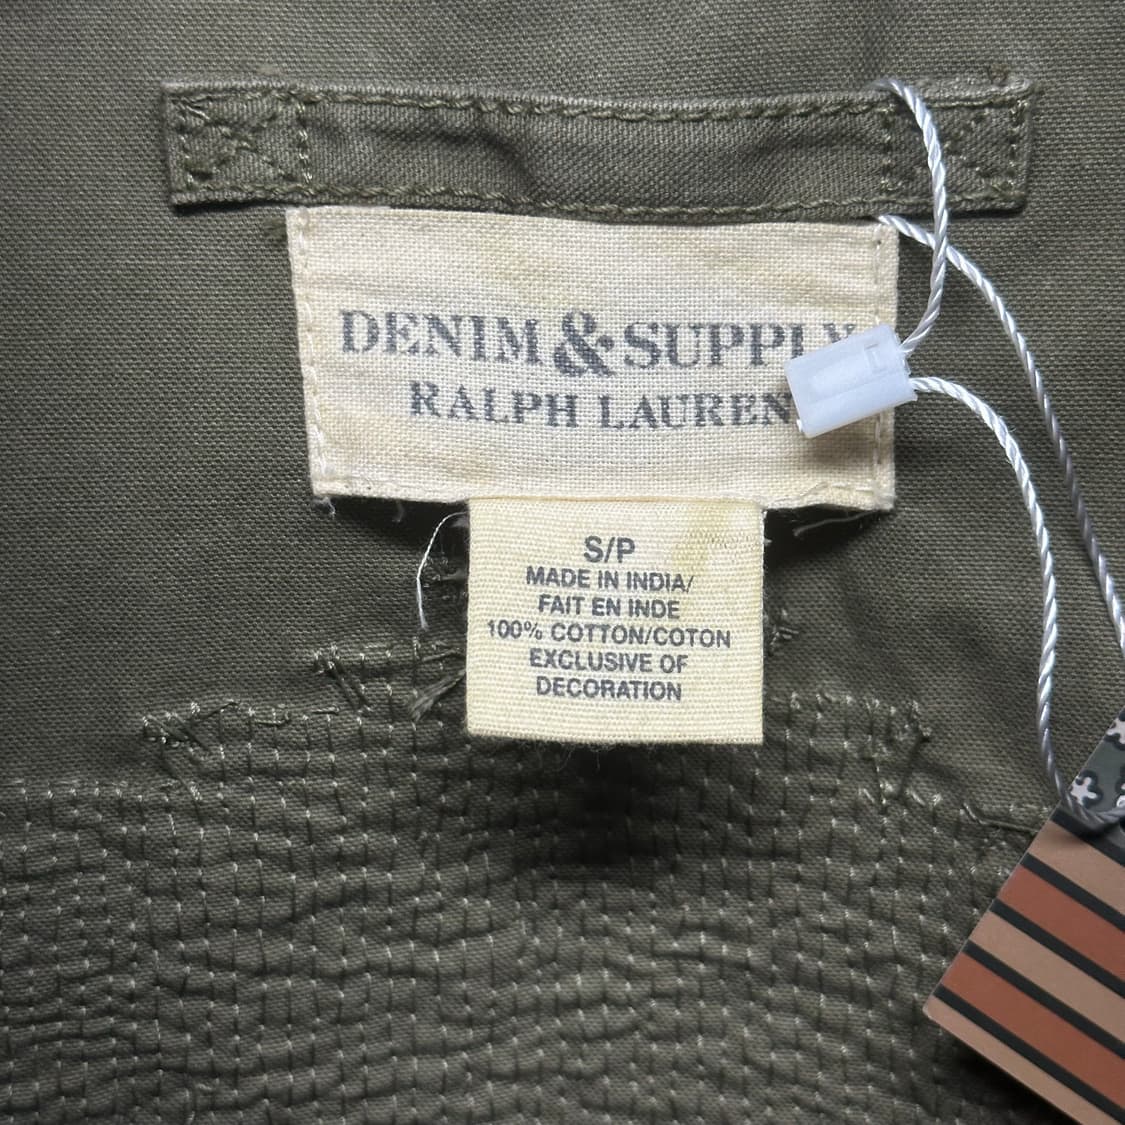 DENIM & SUPPLY
RALPH LAUREN
S/P
MADE IN INDIA/
FAIT EN INDE
100% COTTON/COTON
EXCLUSIVE OF
DECORATION